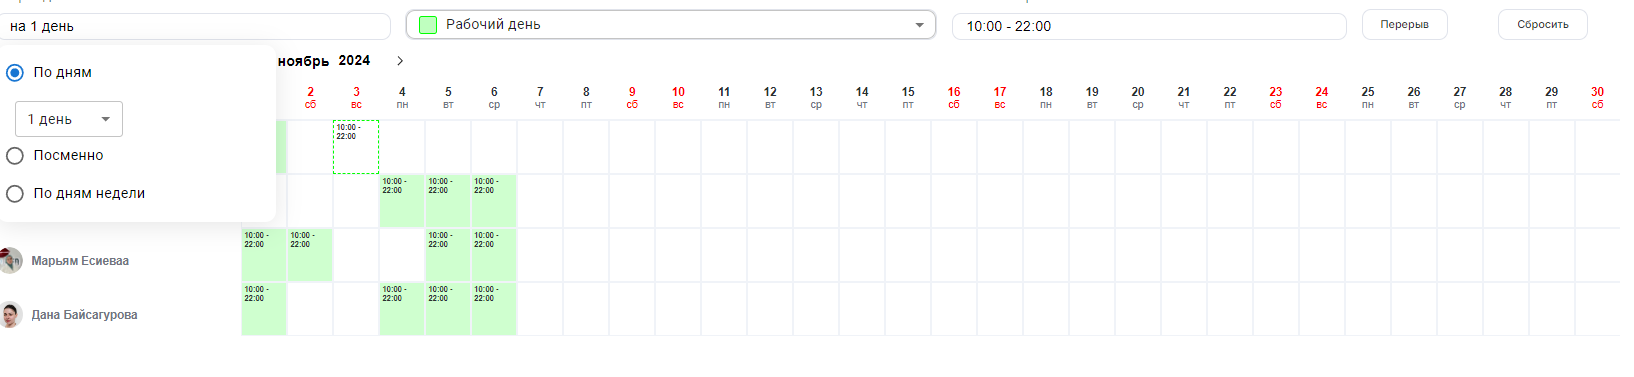 на 1 день
Рабочий день
10:00 - 22:00
Перерыв
Сбросить
По дням
1 день
Посменно
По дням недели
ноябрь 2024
2 3 4 5 6 7 8 9 10 11 12 13 14 15 16 17 18 19 20 21 22 23 24 25 26 27 28 29 30
сб вс пн вт ср чт пт сб вс пн вт ср чт пт сб вс пн вт ср чт пт сб вс пн вт ср чт пт сб
10:00 -
22:00
10:00 - 10:00 - 10:00 -
22:00 22:00 22:00
Марьям Есиеваа
10:00 - 10:00 - 10:00 - 10:00 -
22:00 22:00 22:00 22:00
Дана Байсагурова
10:00 - 10:00 - 10:00 - 10:00 -
22:00 22:00 22:00 22:00